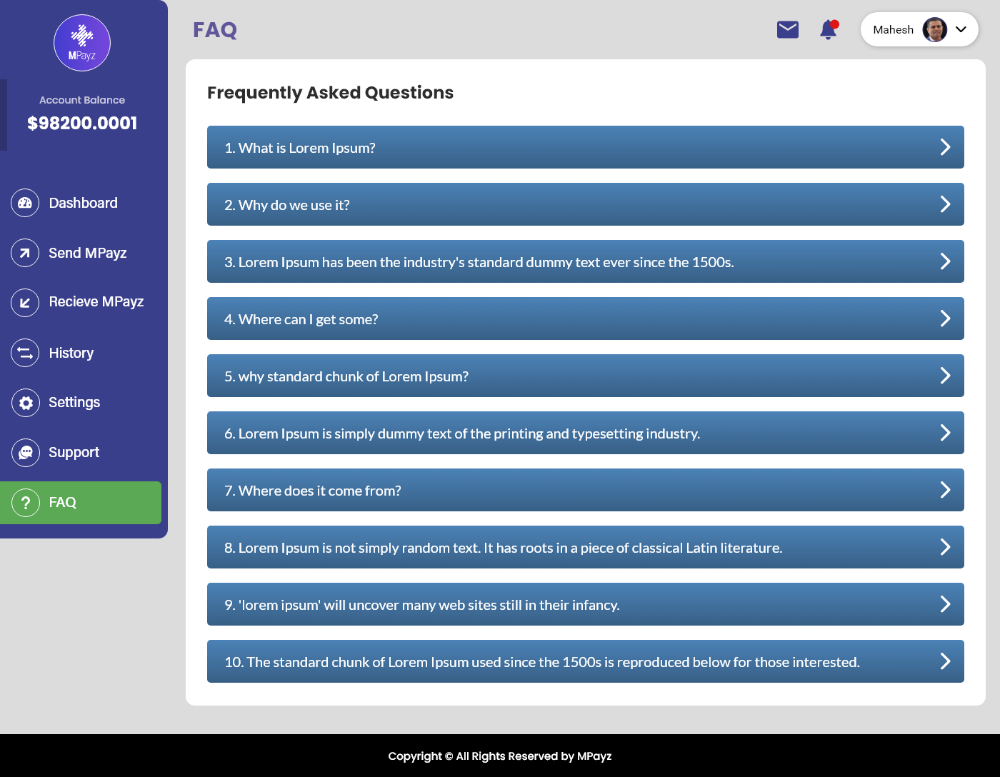 MPayz
Account Balance
$98200.0001
Dashboard
Send MPayz
Recieve MPayz
History
Settings
Support
? FAQ
FAQ
Mahesh
Frequently Asked Questions
1. What is Lorem Ipsum?
2. Why do we use it?
3. Lorem Ipsum has been the industry's standard dummy text ever since the 1500s.
4. Where can I get some?
5. why standard chunk of Lorem Ipsum?
6. Lorem Ipsum is simply dummy text of the printing and typesetting industry.
7. Where does it come from?
8. Lorem Ipsum is not simply random text. It has roots in a piece of classical Latin literature.
9. 'lorem ipsum' will uncover many web sites still in their infancy.
10. The standard chunk of Lorem Ipsum used since the 1500s is reproduced below for those interested.
Copyright © All Rights Reserved by MPayz